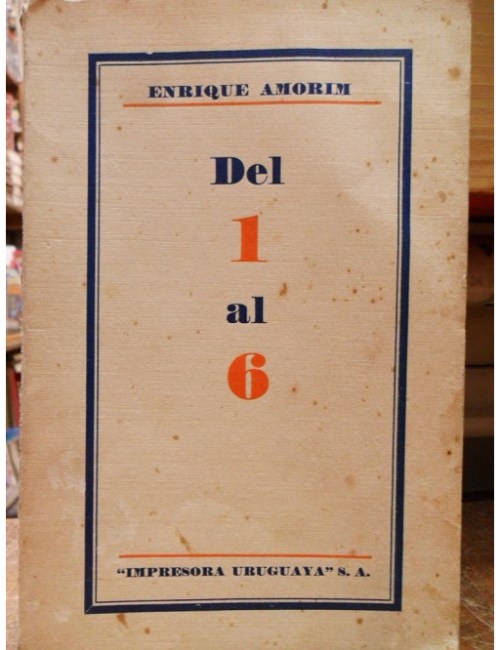 ENRIQUE AMORIM
Del
1
al
6
"IMPRESORA URUGUAYA" S. A.